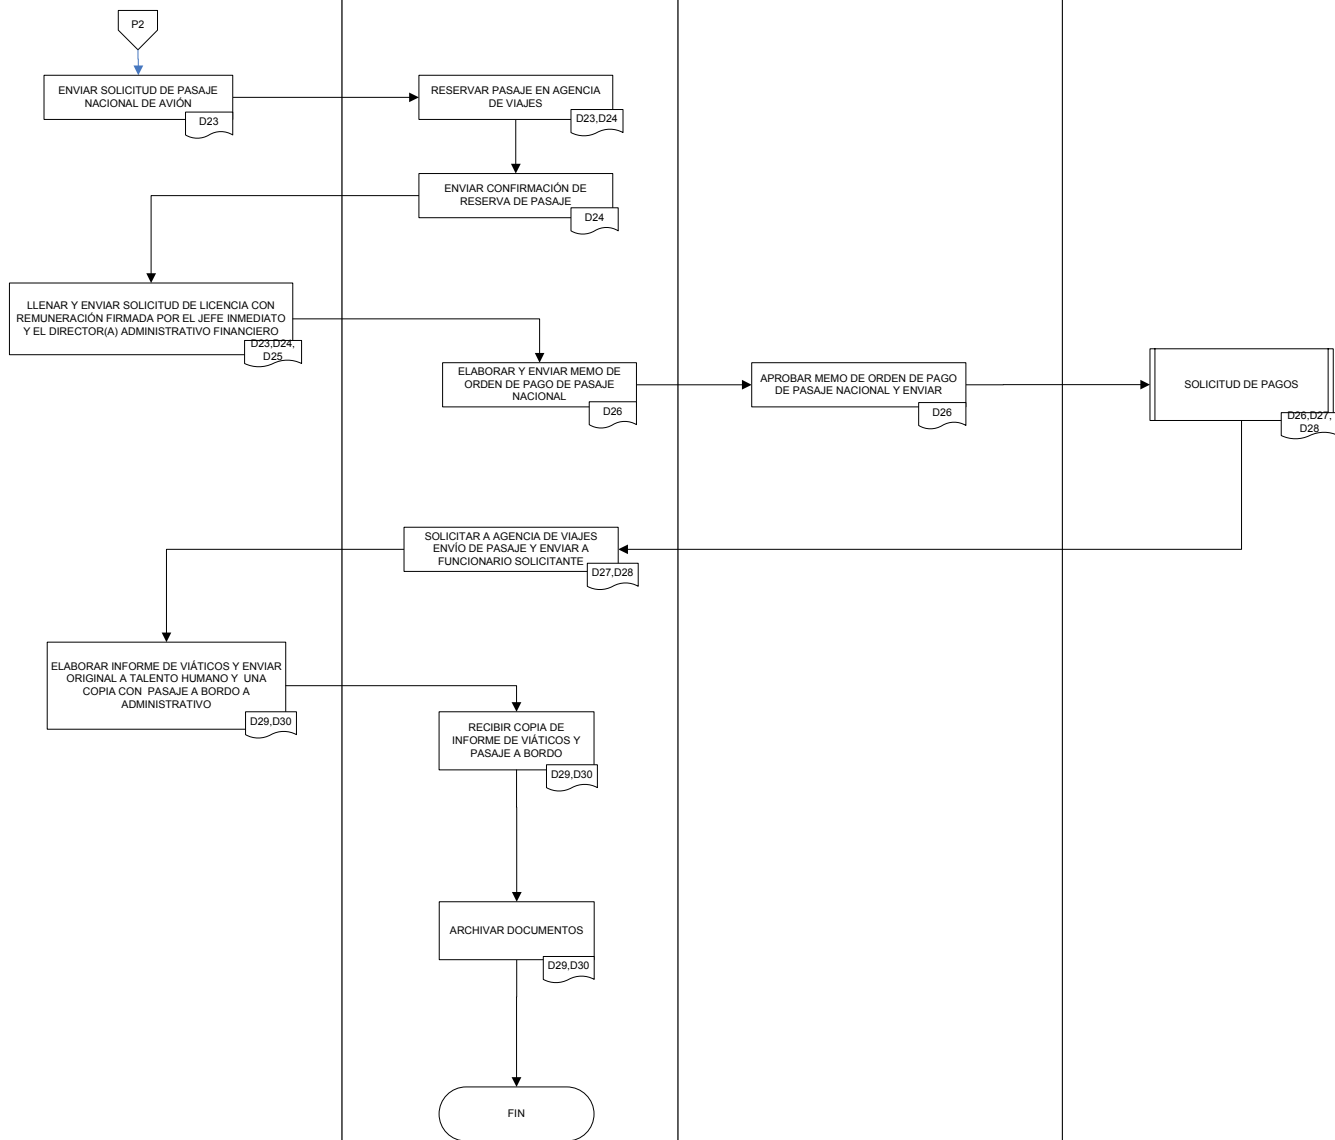 P2
ENVIAR SOLICITUD DE PASAJE
NACIONAL DE AVIÓN
D23
RESERVAR PASAJE EN AGENCIA
DE VIAJES
D23,D24
ENVIAR CONFIRMACIÓN DE
RESERVA DE PASAJE
D24
LLENAR Y ENVIAR SOLICITUD DE LICENCIA CON
REMUNERACIÓN FIRMADA POR EL JEFE INMEDIATO
Y EL DIRECTOR(A) ADMINISTRATIVO FINANCIERO
D23,D24,
D25
ELABORAR Y ENVIAR MEMO DE
ORDEN DE PAGO DE PASAJE
NACIONAL
D26
APROBAR MEMO DE ORDEN DE PAGO
DE PASAJE NACIONAL Y ENVIAR
D26
SOLICITUD DE PAGOS
D26,D27,
D28
SOLICITAR A AGENCIA DE VIAJES
ENVÍO DE PASAJE Y ENVIAR A
FUNCIONARIO SOLICITANTE
D27,D28
ELABORAR INFORME DE VIÁTICOS Y ENVIAR
ORIGINAL A TALENTO HUMANO Y UNA
COPIA CON PASAJE A BORDO A
ADMINISTRATIVO
D29,D30
RECIBIR COPIA DE
INFORME DE VIÁTICOS Y
PASAJE A BORDO
D29,D30
ARCHIVAR DOCUMENTOS
D29,D30
FIN